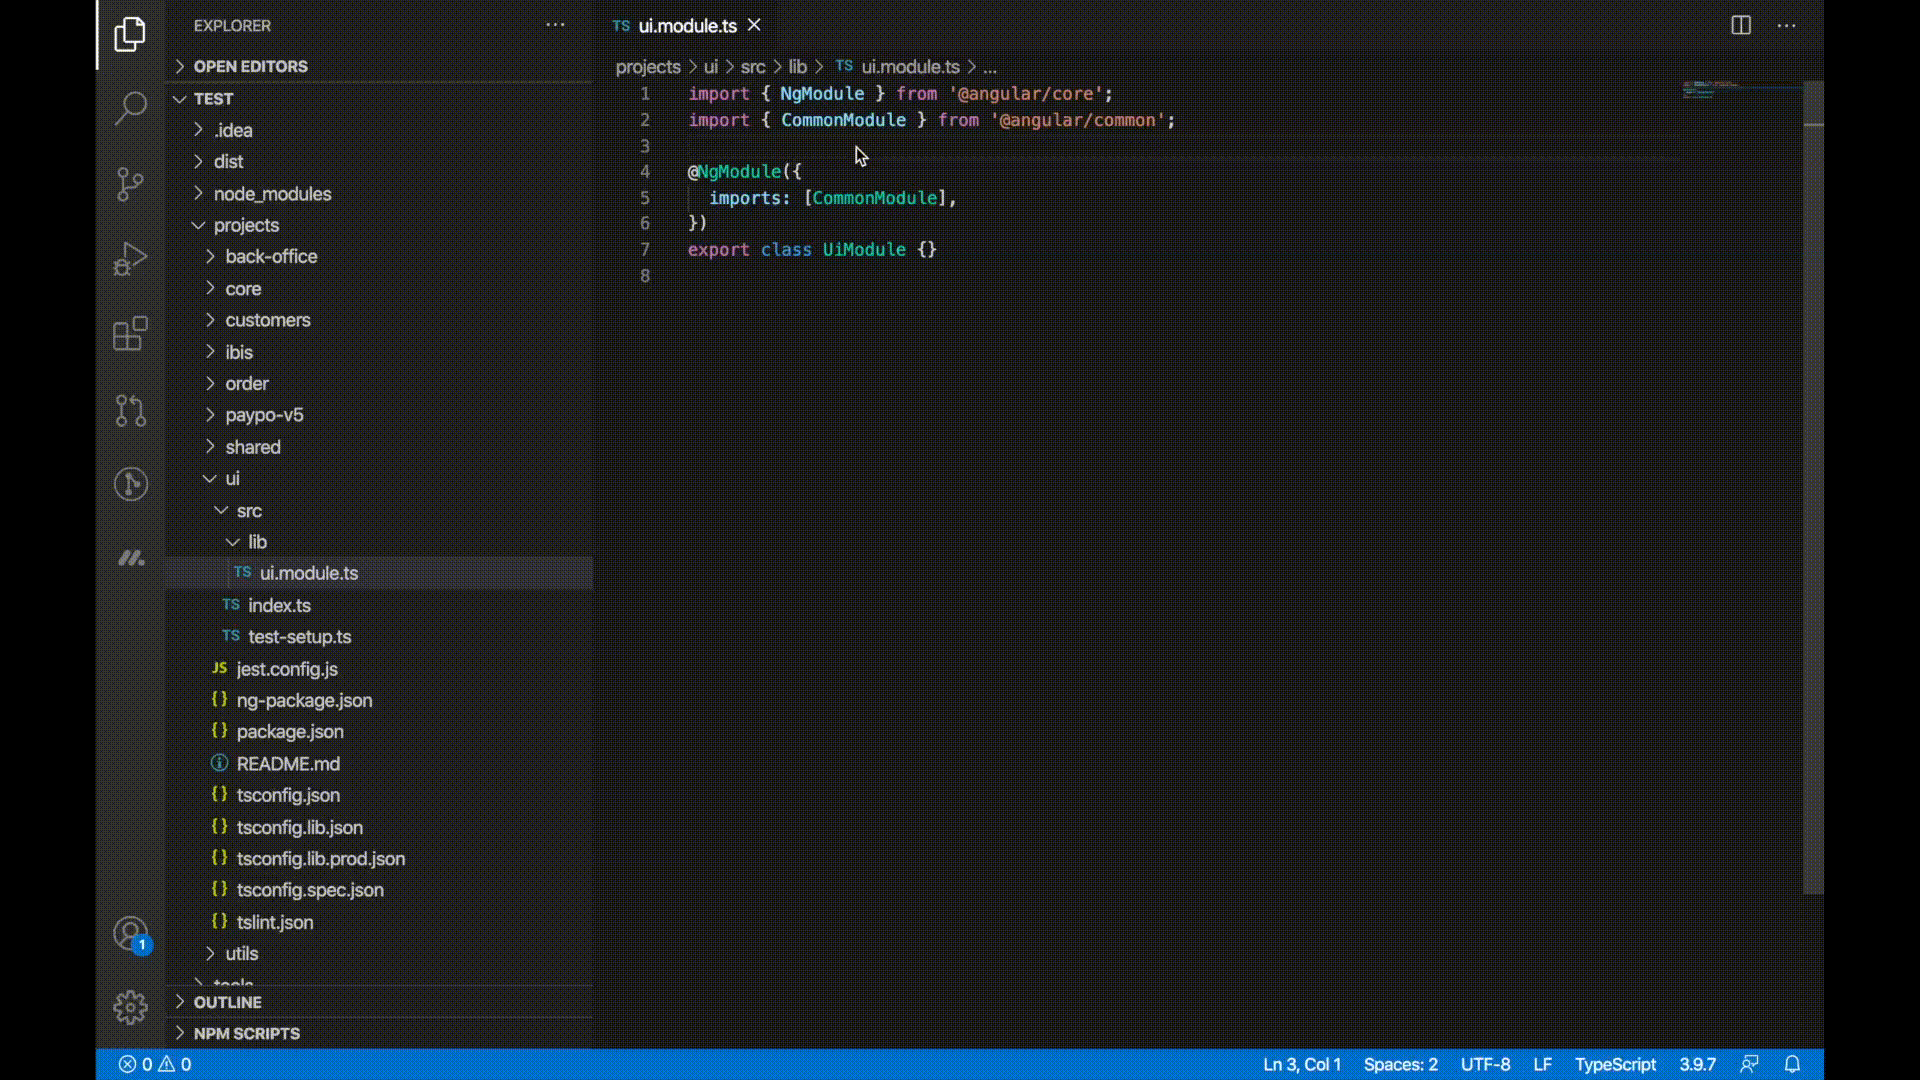 EXPLORER
OPEN EDITORS
TEST
.idea
dist
node_modules
projects
back-office
core
customers
ibis
order
paypo-v5
shared
ui
src
lib
TS ui.module.ts
TS index.ts
TS test-setup.ts
JS jest.config.js
{} ng-package.json
{} package.json
README.md
{} tsconfig.json
{} tsconfig.lib.json
{} tsconfig.lib.prod.json
{} tsconfig.spec.json
{} tslint.json
utils
tools
OUTLINE
NPM SCRIPTS
1
TS ui.module.ts
projects > ui > src > lib > TS ui.module.ts > ...
1 import { NgModule } from '@angular/core';
2 import { CommonModule } from '@angular/common';
3
4 @NgModule({
5 imports: [CommonModule],
6 })
7 export class UiModule {}
8
0 0
Ln 3, Col 1 Spaces: 2 UTF-8 LF TypeScript 3.9.7